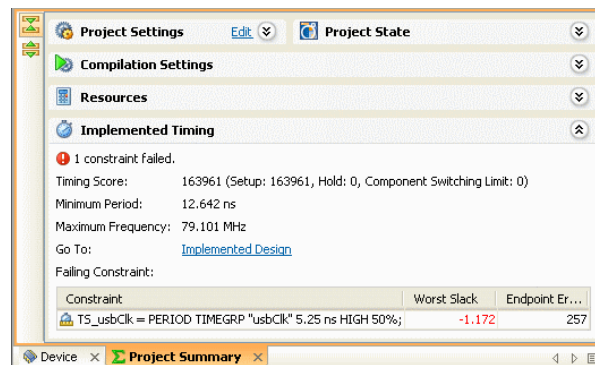 Project Settings Edit Project State
Compilation Settings
Resources
Implemented Timing
1 constraint failed.
Timing Score: 163961 (Setup: 163961, Hold: 0, Component Switching Limit: 0)
Minimum Period: 12.642 ns
Maximum Frequency: 79.101 MHz
Go To: Implemented Design
Failing Constraint:
Constraint Worst Slack Endpoint Er...
TS_usbClk = PERIOD TIMEGRP "usbClk" 5.25 ns HIGH 50%; -1.172 257
Device Project Summary